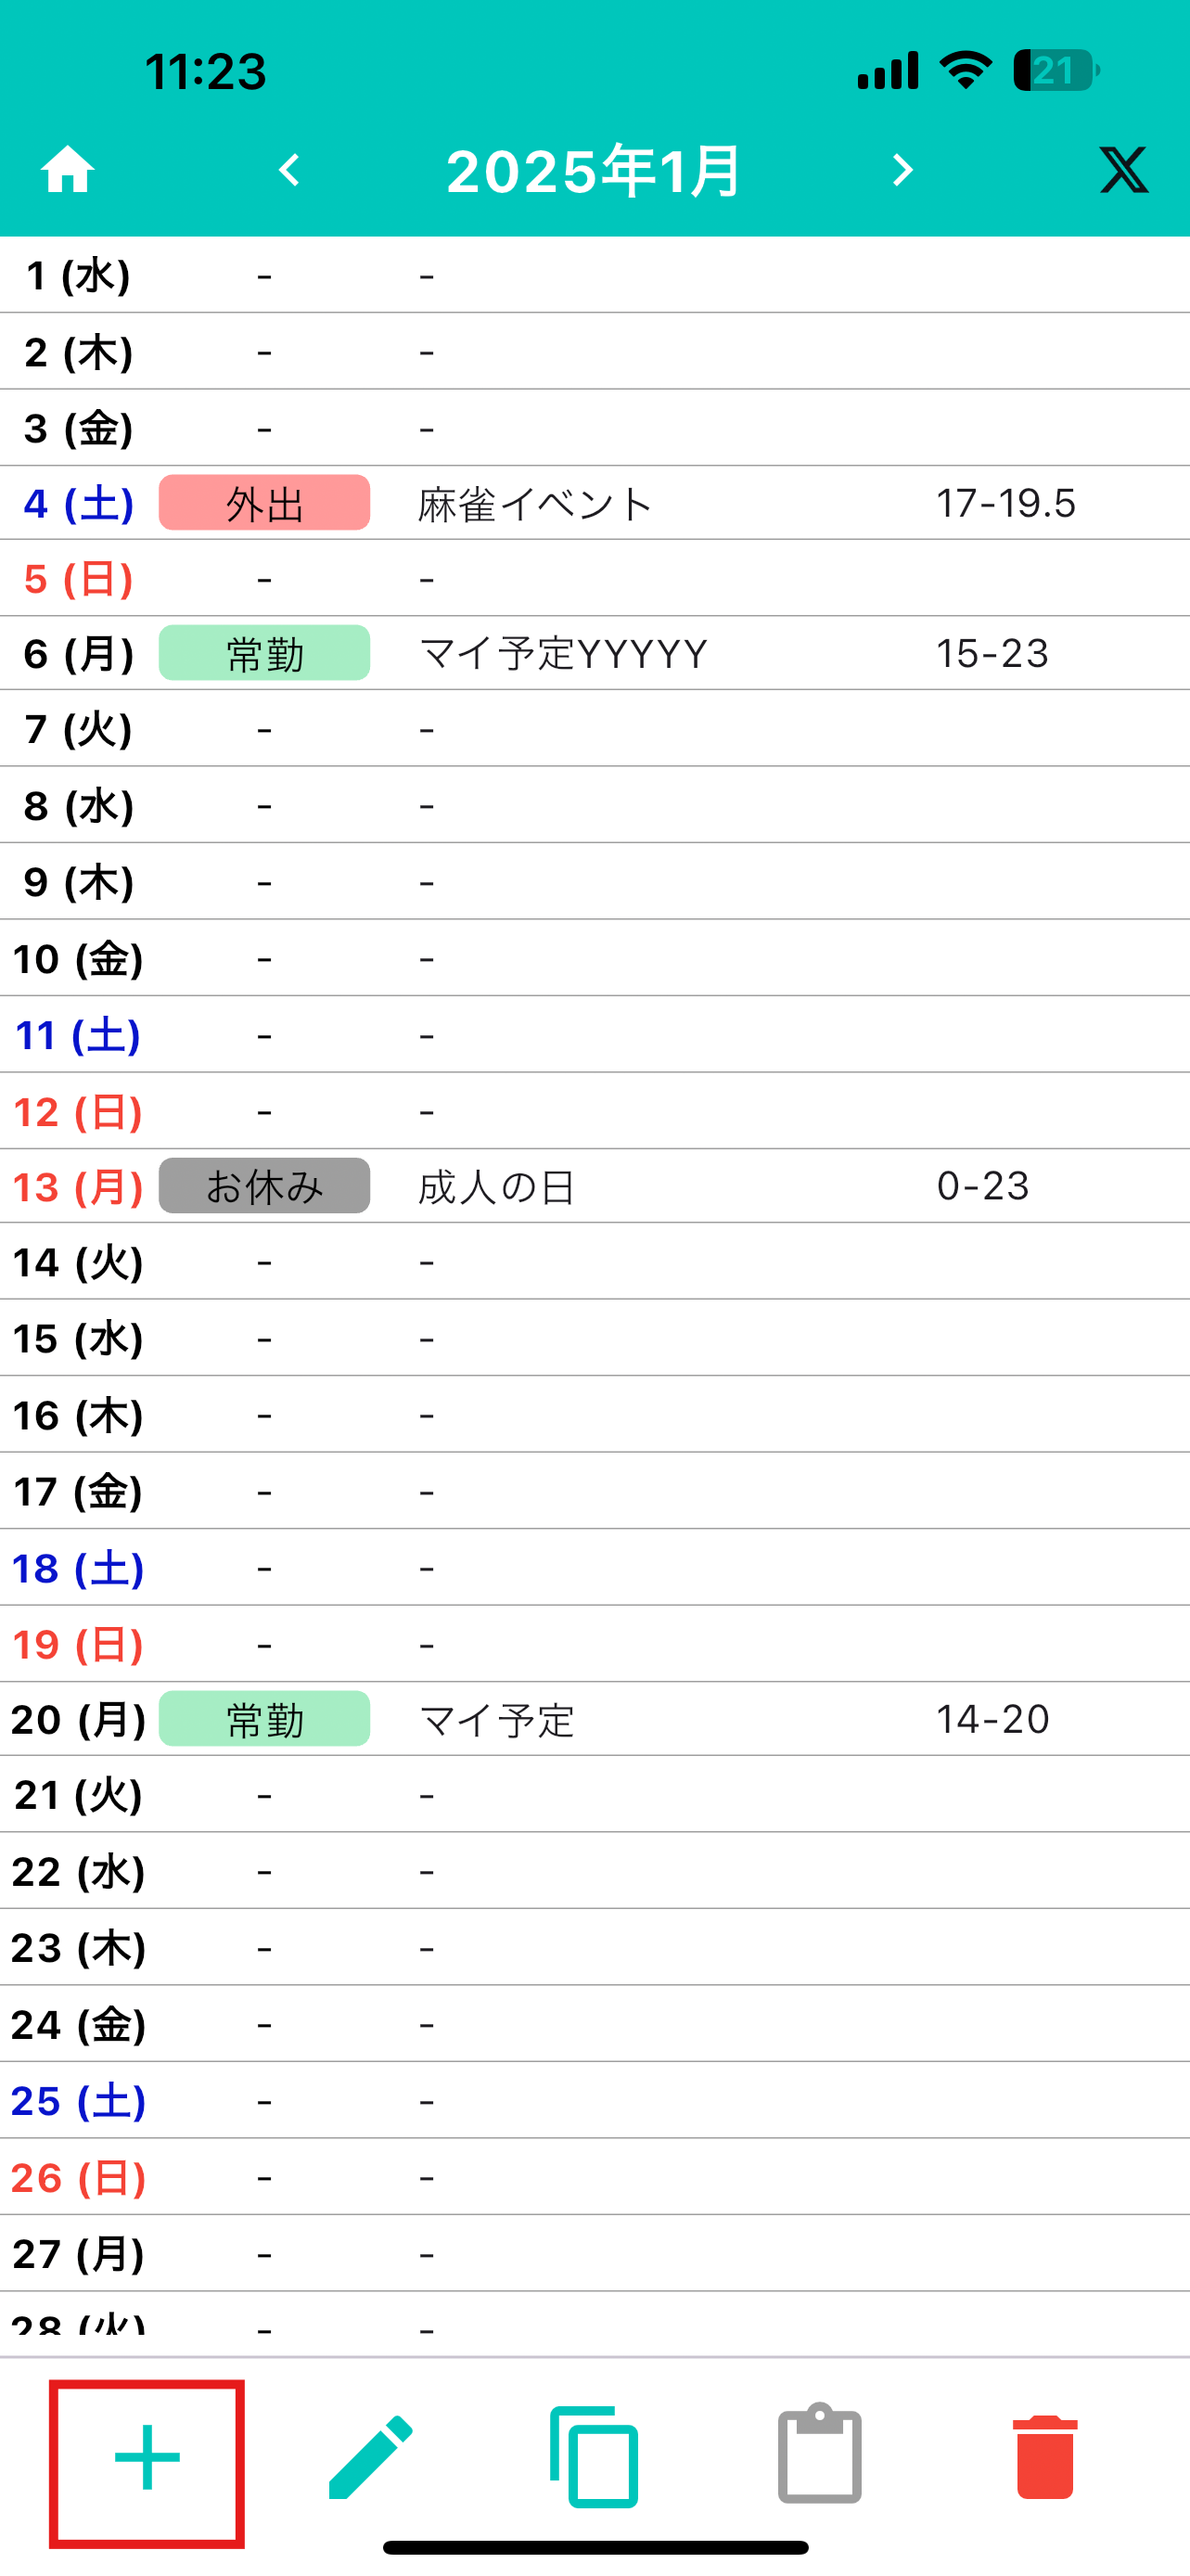 11:23
21
2025年1月
1 (水) - -
2 (木) - -
3 (金) - -
4 (土) 外出 麻雀イベント 17-19.5
5 (日) - -
6 (月) 常勤 マイ予定YYYYY 15-23
7 (火) - -
8 (水) - -
9 (木) - -
10 (金) - -
11 (土) - -
12 (日) - -
13 (月) お休み 成人の日 0-23
14 (火) - -
15 (水) - -
16 (木) - -
17 (金) - -
18 (土) - -
19 (日) - -
20 (月) 常勤 マイ予定 14-20
21 (火) - -
22 (水) - -
23 (木) - -
24 (金) - -
25 (土) - -
26 (日) - -
27 (月) - -
28 (火) - -